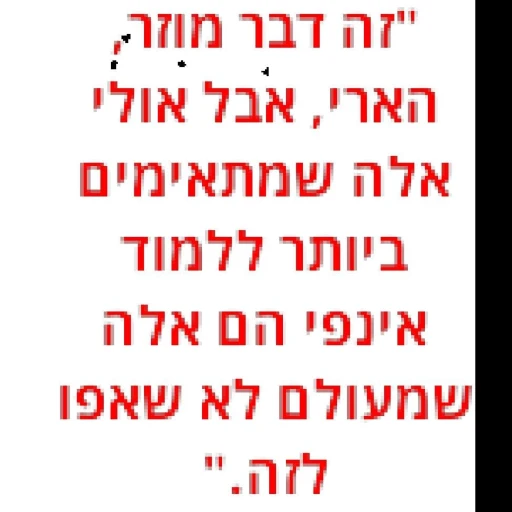 "זה דבר מוזר,
הארי, אבל אולי
אלה שמתאימים
ביותר ללמוד
אינפי הם אלה
שמעולם לא שאפו
לזה."